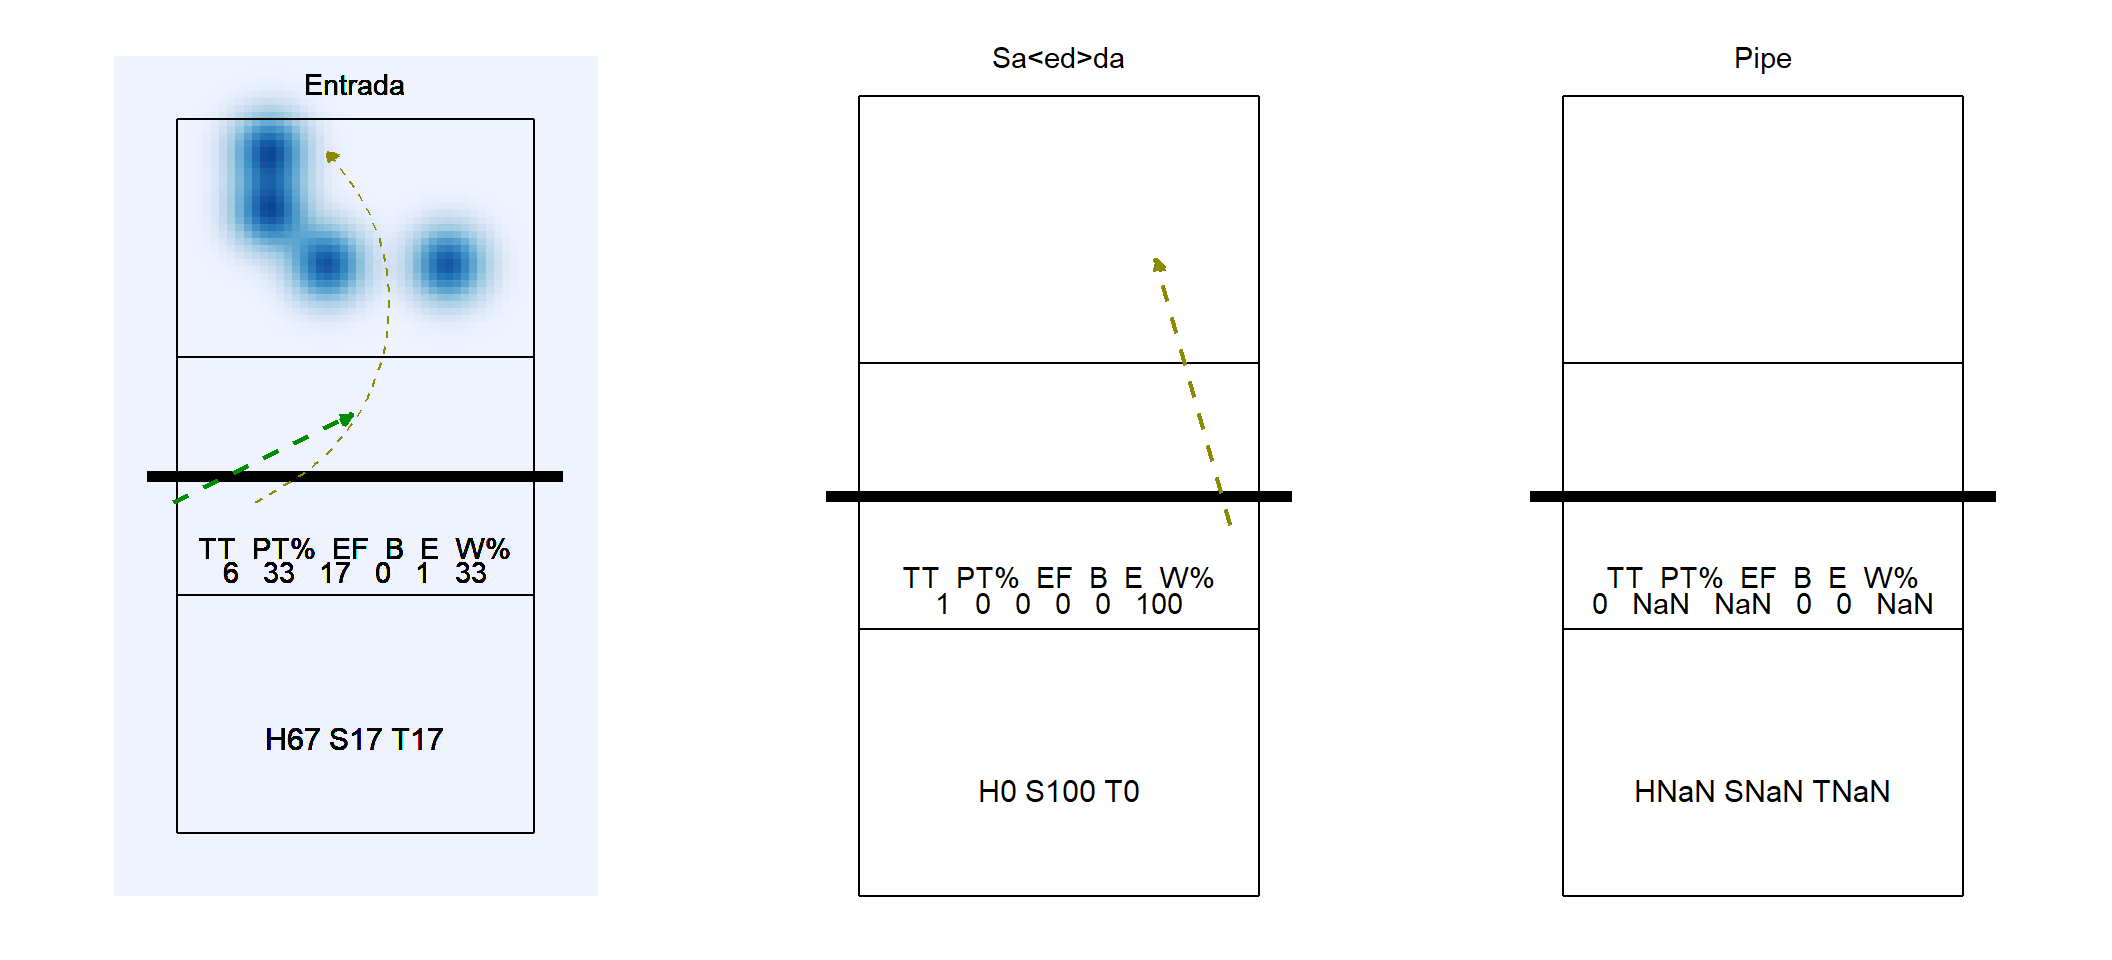 Entrada
TT PT% EF B E W%
6 33 17 0 1 33
H67 S17 T17
Sa<ed>da
TT PT% EF B E W%
1 0 0 0 0 100
H0 S100 T0
Pipe
TT PT% EF B E W%
0 NaN NaN 0 0 NaN
HNaN SNaN TNaN